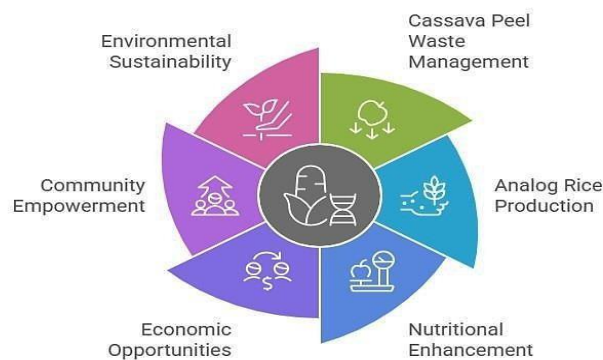 Environmental
Sustainability
Cassava Peel
Waste
Management
Community
Empowerment
Analog Rice
Production
Economic
Opportunities
Nutritional
Enhancement